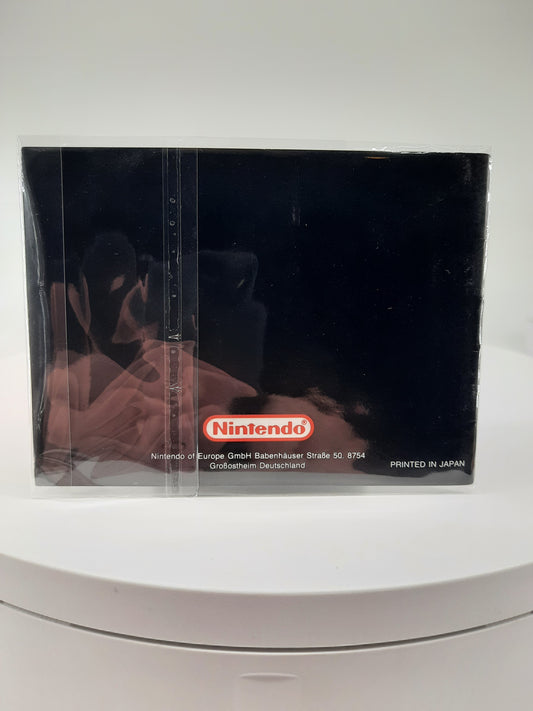 Nintendo®
Nintendo of Europe GmbH Babenhäuser Straße 50. 8754
Großostheim Deutschland
PRINTED IN JAPAN